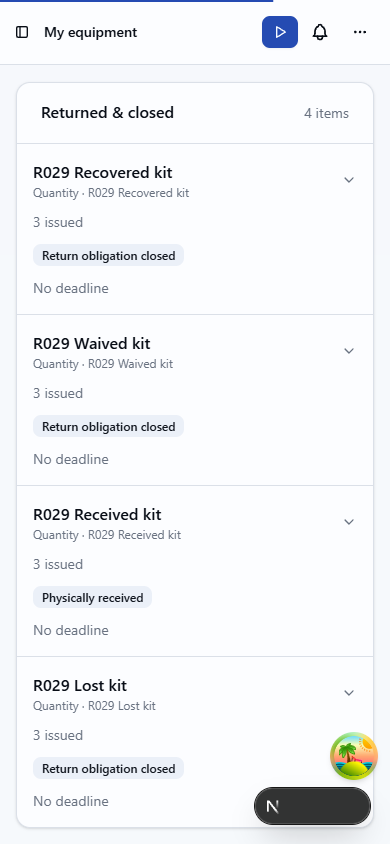 My equipment
Returned & closed
4 items
R029 Recovered kit
Quantity · R029 Recovered kit
3 issued
Return obligation closed
No deadline
R029 Waived kit
Quantity · R029 Waived kit
3 issued
Return obligation closed
No deadline
R029 Received kit
Quantity · R029 Received kit
3 issued
Physically received
No deadline
R029 Lost kit
Quantity · R029 Lost kit
3 issued
Return obligation closed
No deadline
N